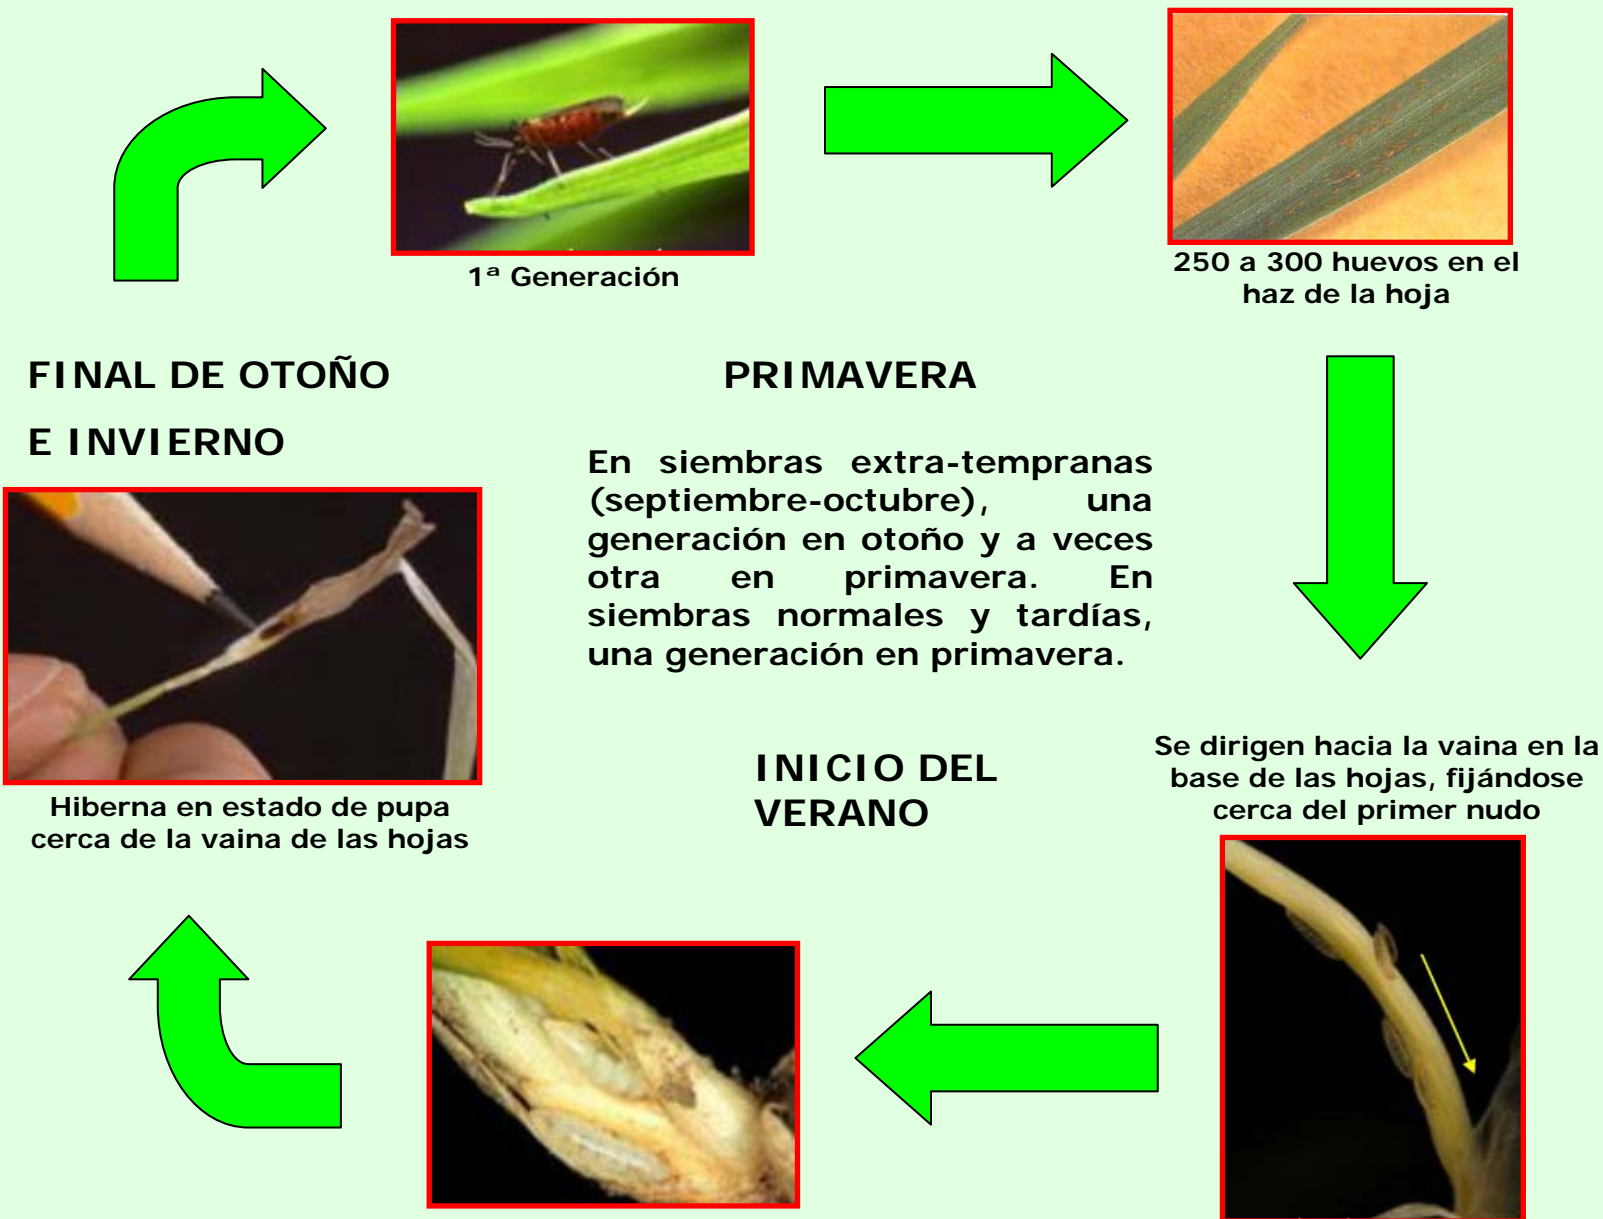 1ª Generación
250 a 300 huevos en el
haz de la hoja
FINAL DE OTOÑO
E INVIERNO
PRIMAVERA
En siembras extra-tempranas
(septiembre-octubre), una
generación en otoño y a veces
otra en primavera. En
siembras normales y tardías,
una generación en primavera.
Hiberna en estado de pupa
cerca de la vaina de las hojas
INICIO DEL
VERANO
Se dirigen hacia la vaina en la
base de las hojas, fijándose
cerca del primer nudo